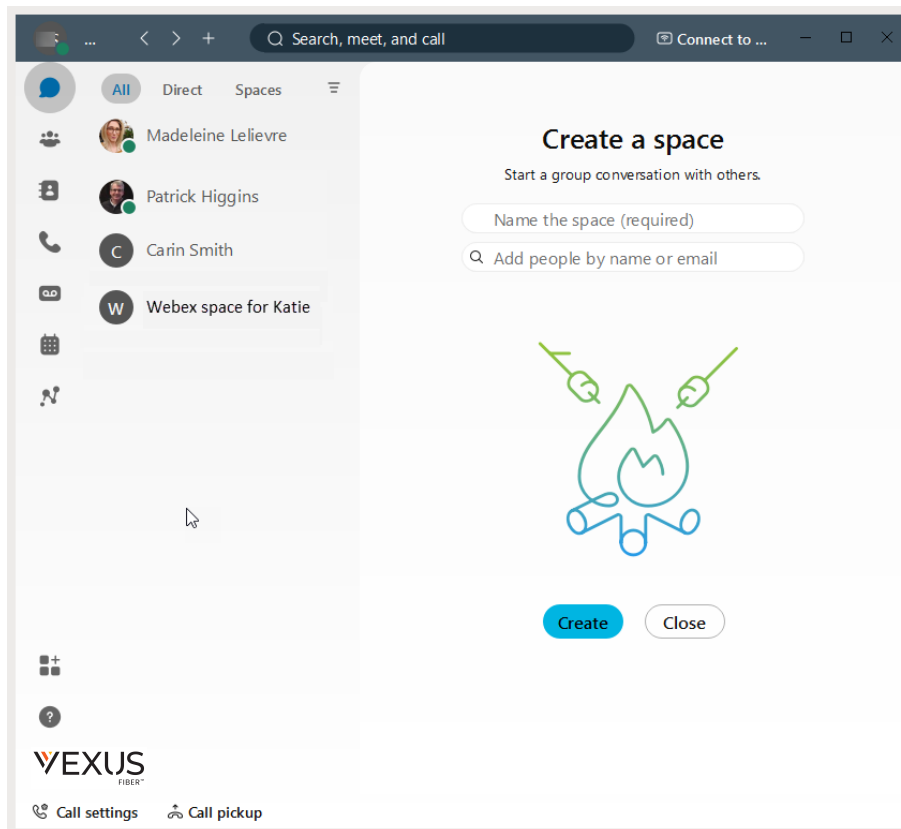 ...
Search, meet, and call
Connect to ...
All
Direct
Spaces
Madeleine Lelievre
Patrick Higgins
C
Carin Smith
W
Webex space for Katie
Create a space
Start a group conversation with others.
Name the space (required)
Add people by name or email
Create
Close
?
VEXUS
FIBER™
Call settings
Call pickup